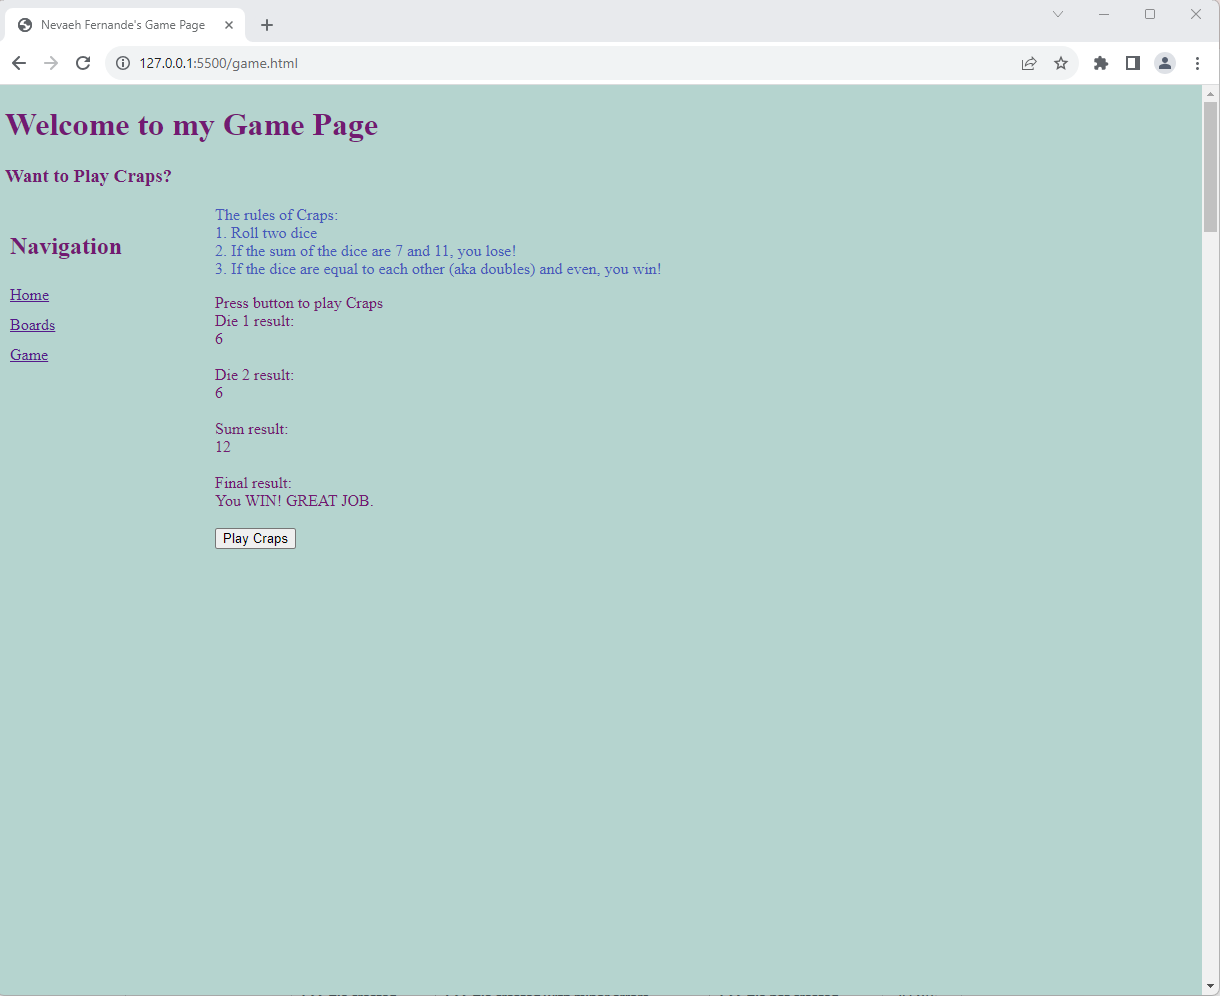 Nevaeh Fernande's Game Page
127.0.0.1:5500/game.html
Welcome to my Game Page
Want to Play Craps?
Navigation
Home
Boards
Game
The rules of Craps:
1. Roll two dice
2. If the sum of the dice are 7 and 11, you lose!
3. If the dice are equal to each other (aka doubles) and even, you win!
Press button to play Craps
Die 1 result:
6
Die 2 result:
6
Sum result:
12
Final result:
You WIN! GREAT JOB.
Play Craps